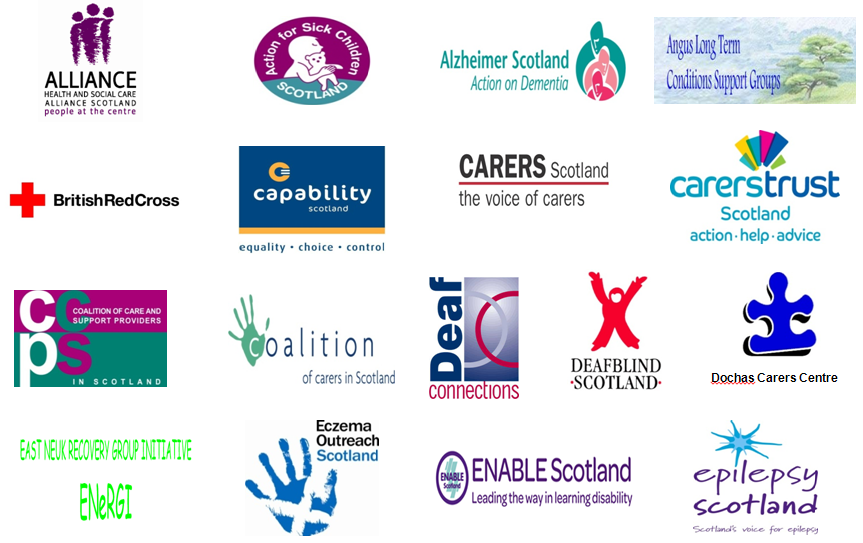 ALLIANCE
HEALTH AND SOCIAL CARE
ALLIANCE SCOTLAND
people at the centre
Action for Sick Children
SCOTLAND
Alzheimer Scotland
Action on Dementia
Angus Long Term
Conditions Support Groups
BritishRedCross
capability
scotland
equality • choice • control
CARERS Scotland
the voice of carers
carerstrust
Scotland
action · help · advice
ccps
COALITION OF CARE AND
SUPPORT PROVIDERS
IN SCOTLAND
coalition
of carers in Scotland
Deaf
connections
DEAFBLIND
·SCOTLAND·
Dochas Carers Centre
EAST NEUK RECOVERY GROUP INITIATIVE
ENeRGI
Eczema
Outreach
Scotland
ENABLE
Scotland
ENABLE Scotland
Leading the way in learning disability
epilepsy
scotland
Scotland's voice for epilepsy